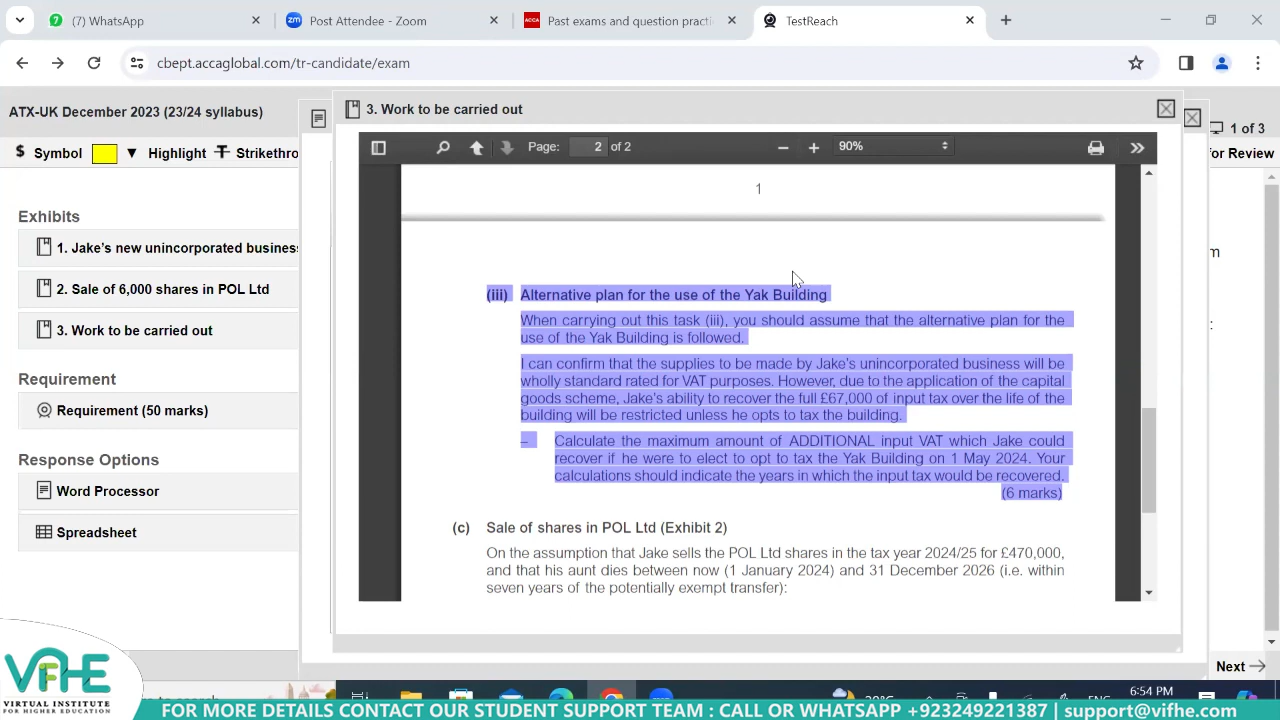 (7) WhatsApp
Post Attendee - Zoom
ACCA
Past exams and question practi
TestReach
cbept.accaglobal.com/tr-candidate/exam
ATX-UK December 2023 (23/24 syllabus)
3. Work to be carried out
1 of 3
$ Symbol
Highlight
Strikethro
for Review
Page: 2 of 2
90%
Exhibits
1. Jake's new unincorporated business
2. Sale of 6,000 shares in POL Ltd
3. Work to be carried out
Requirement
Requirement (50 marks)
Response Options
Word Processor
Spreadsheet
1
(iii) Alternative plan for the use of the Yak Building
When carrying out this task (iii), you should assume that the alternative plan for the
use of the Yak Building is followed.
I can confirm that the supplies to be made by Jake's unincorporated business will be
wholly standard rated for VAT purposes. However, due to the application of the capital
goods scheme, Jake's ability to recover the full £67,000 of input tax over the life of the
building will be restricted unless he opts to tax the building.
– Calculate the maximum amount of ADDITIONAL input VAT which Jake could
recover if he were to elect to opt to tax the Yak Building on 1 May 2024. Your
calculations should indicate the years in which the input tax would be recovered.
(6 marks)
(c) Sale of shares in POL Ltd (Exhibit 2)
On the assumption that Jake sells the POL Ltd shares in the tax year 2024/25 for £470,000,
and that his aunt dies between now (1 January 2024) and 31 December 2026 (i.e. within
seven years of the potentially exempt transfer):
m
:
Next
6:54 PM
ENG
VIFHE
VIRTUAL INSTITUTE
FOR HIGHER EDUCATION
FOR MORE DETAILS CONTACT OUR STUDENT SUPPORT TEAM : CALL OR WHATSAPP +923249221387 | support@vifhe.com